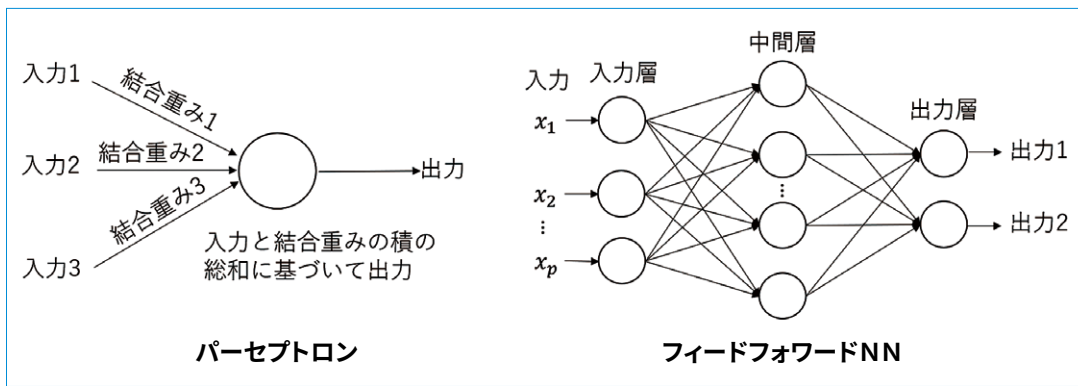 入力1
結合重み1
入力2
結合重み2
出力
結合重み3
入力3
入力と結合重みの積の
総和に基づいて出力
パーセプトロン
中間層
入力
入力層
出力層
x1
出力1
x2
⋮
⋮
出力2
xp
フィードフォワードNN